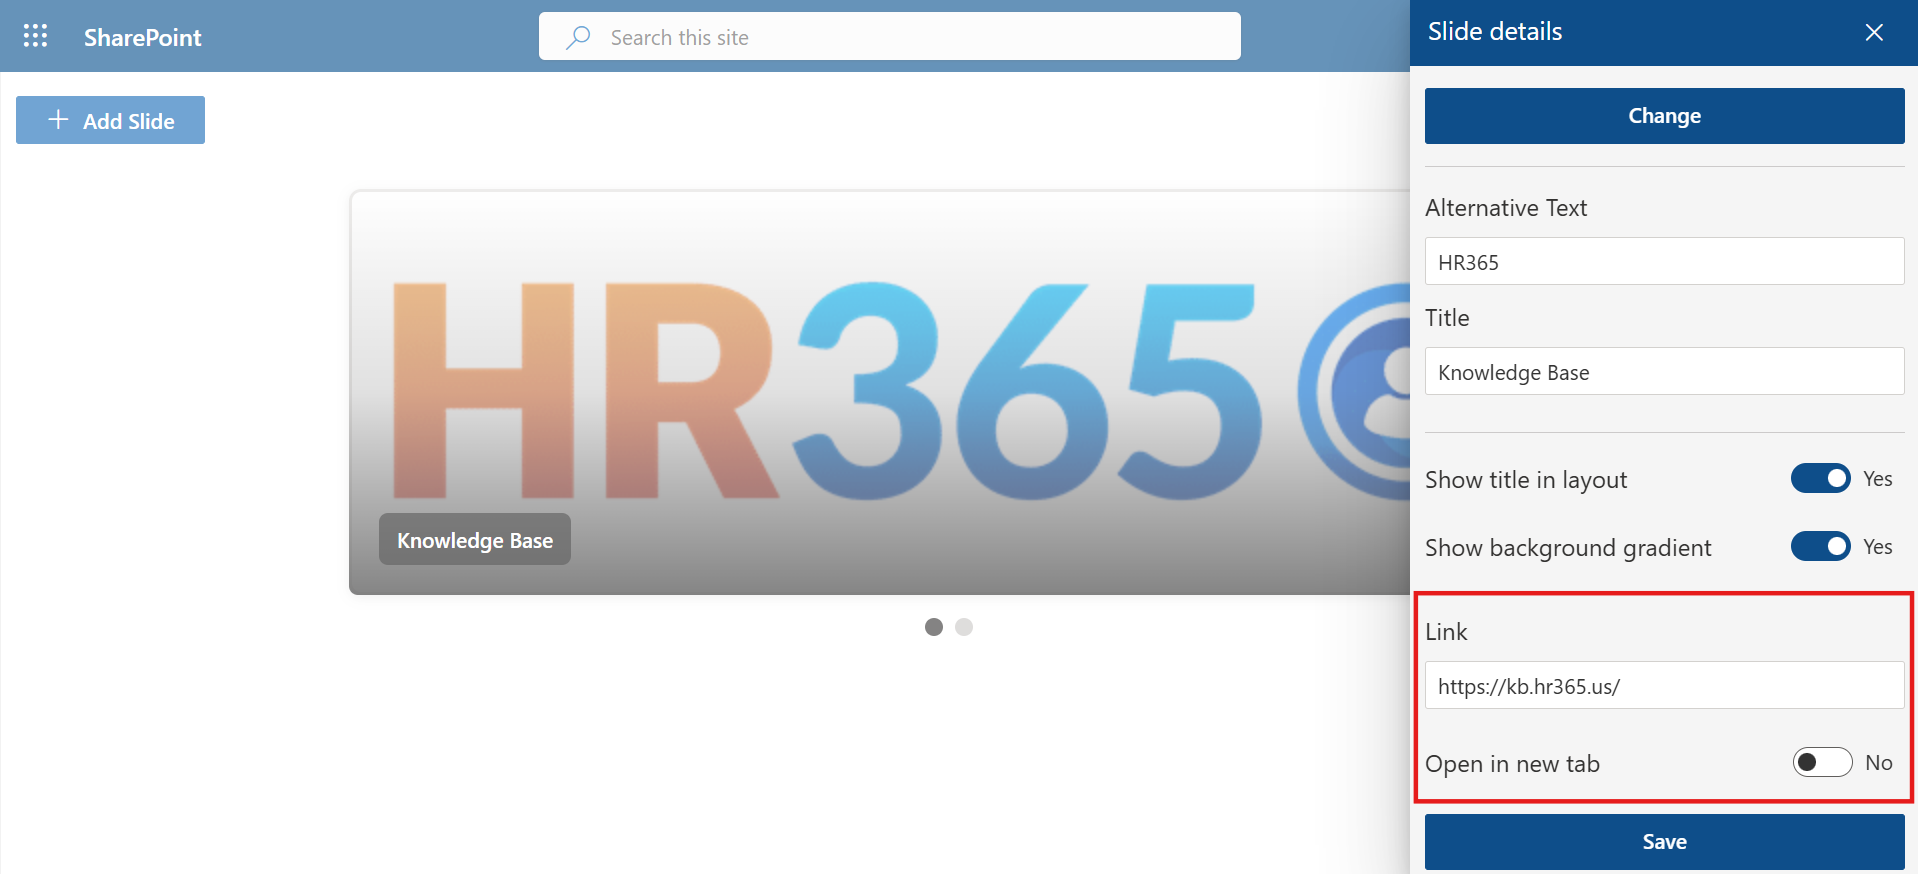 SharePoint
Search this site
Add Slide
HR365
Knowledge Base
Slide details
Change
Alternative Text
HR365
Title
Knowledge Base
Show title in layout
Yes
Show background gradient
Yes
Link
https://kb.hr365.us/
Open in new tab
No
Save